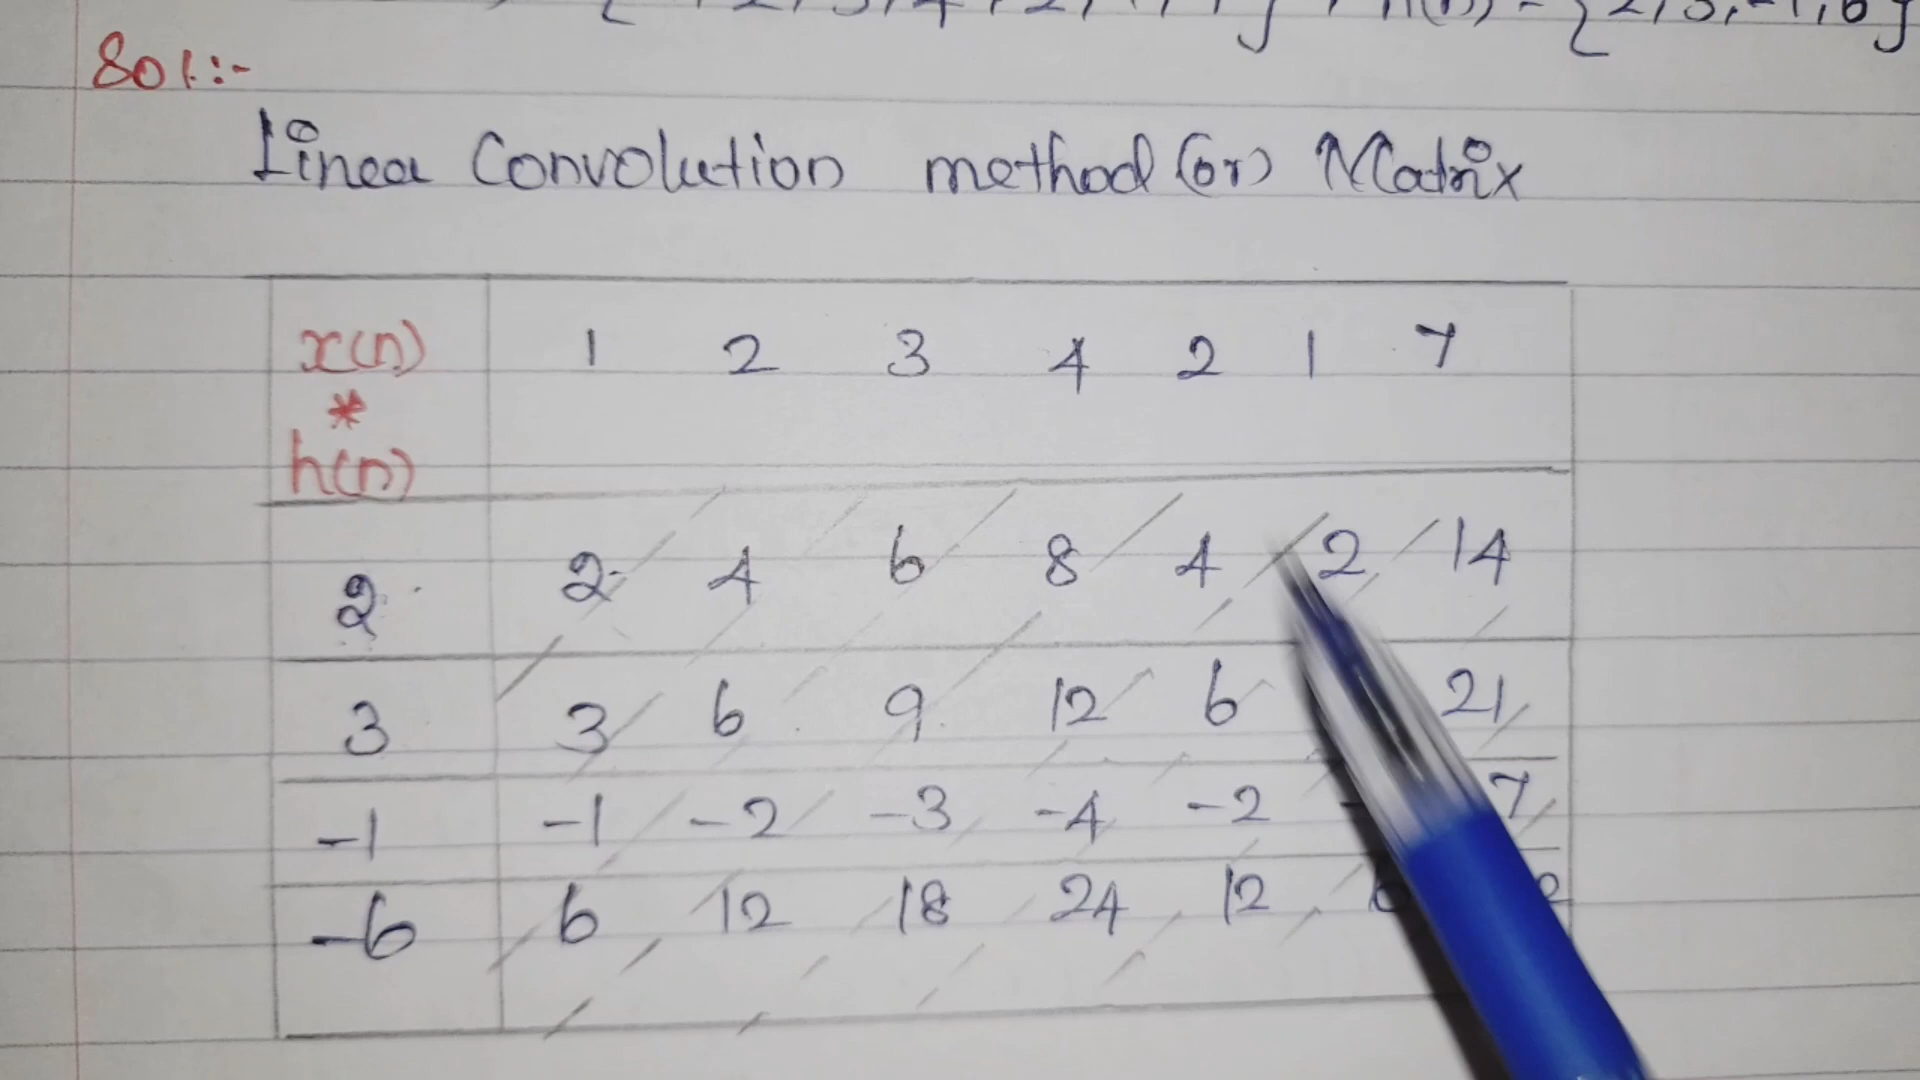 Sol:-
Linea Convolution method (or) Matrix
x(n) * h(n) 1 2 3 4 2 1 7
2 2 4 6 8 4 2 14
3 3 6 9 12 6 21
-1 -1 -2 -3 -4 -2 7
-6 6 12 18 24 12